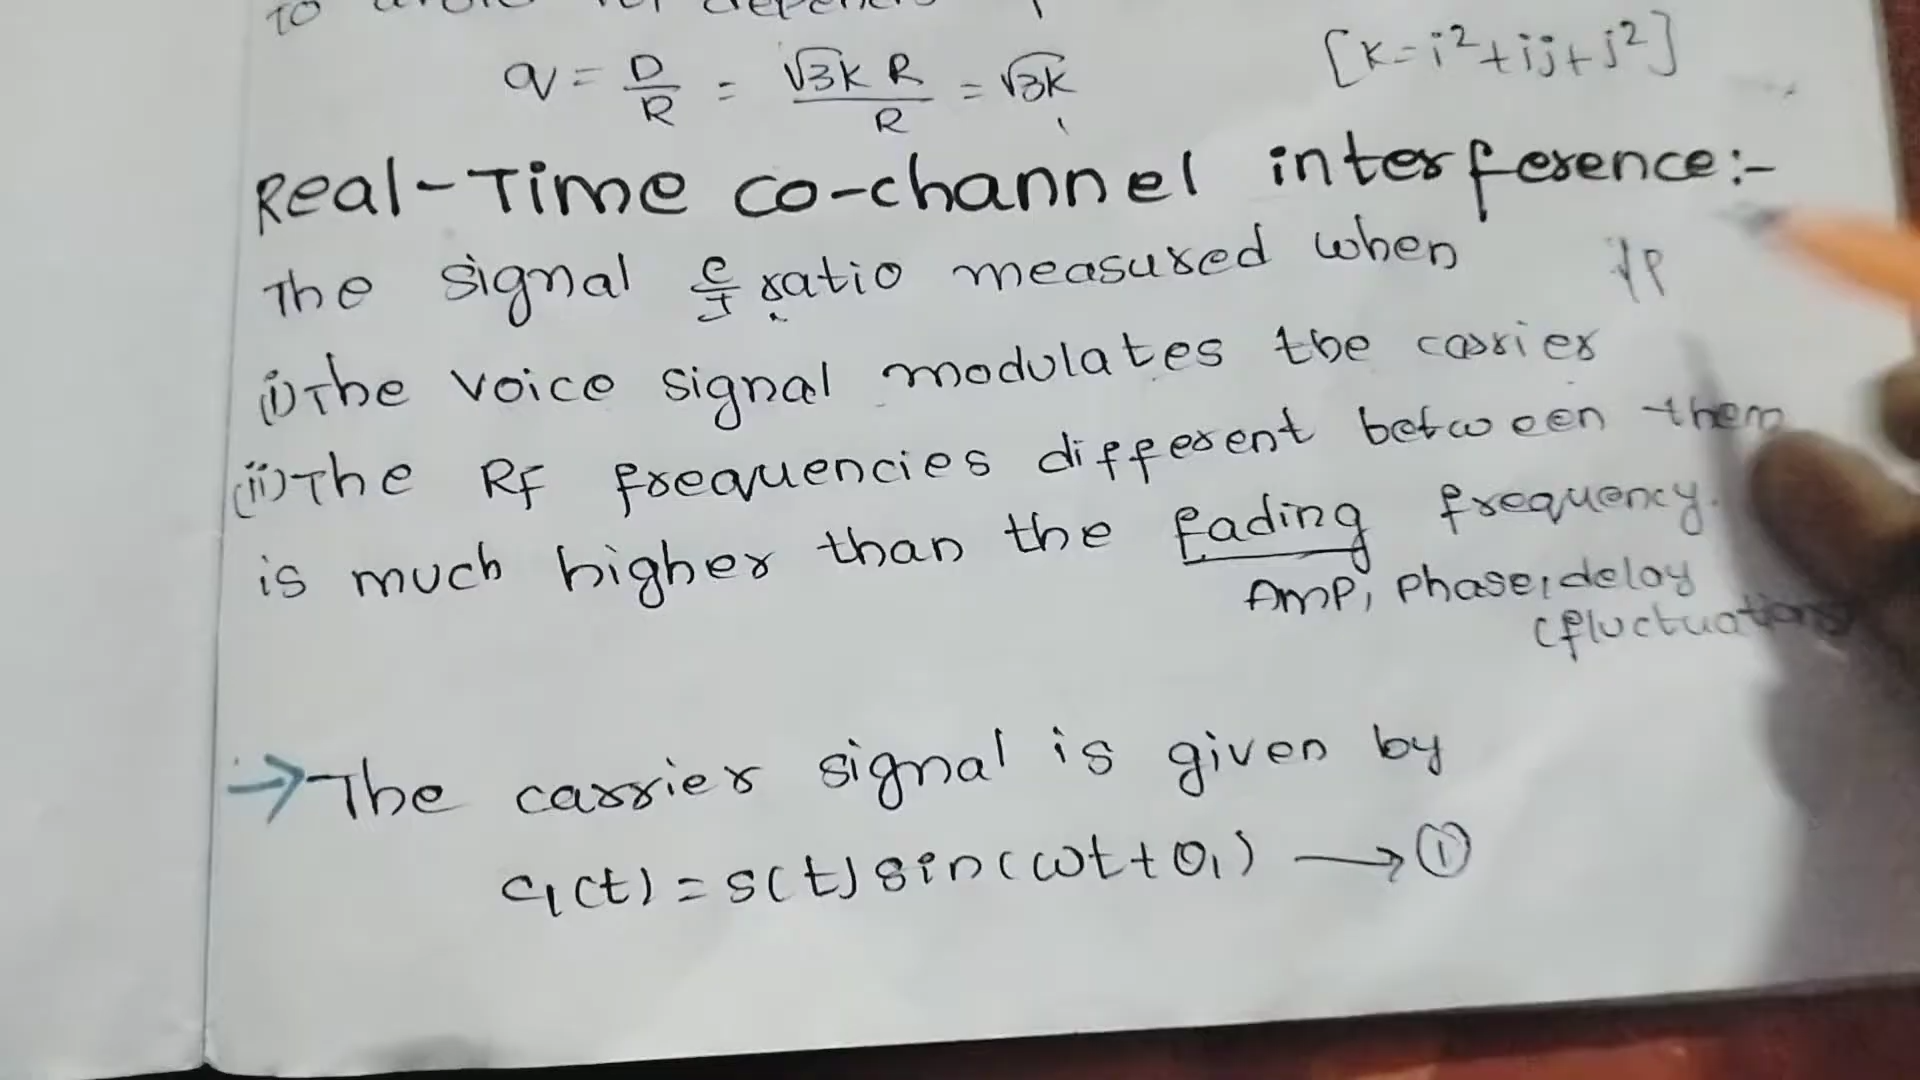 to avoid
q = D/R = √3K R/R = √3K
[K = i² + ij + j²]
Real-Time co-channel interference:-
The signal C/I ratio measured when
(i) The voice signal modulates the carrier
(ii) The RF frequencies different between them
is much higher than the fading frequency.
Amp, phase, delay
(fluctuations
→ The carrier signal is given by
C₁(t) = s(t) sin(ωt + θ₁) → ①